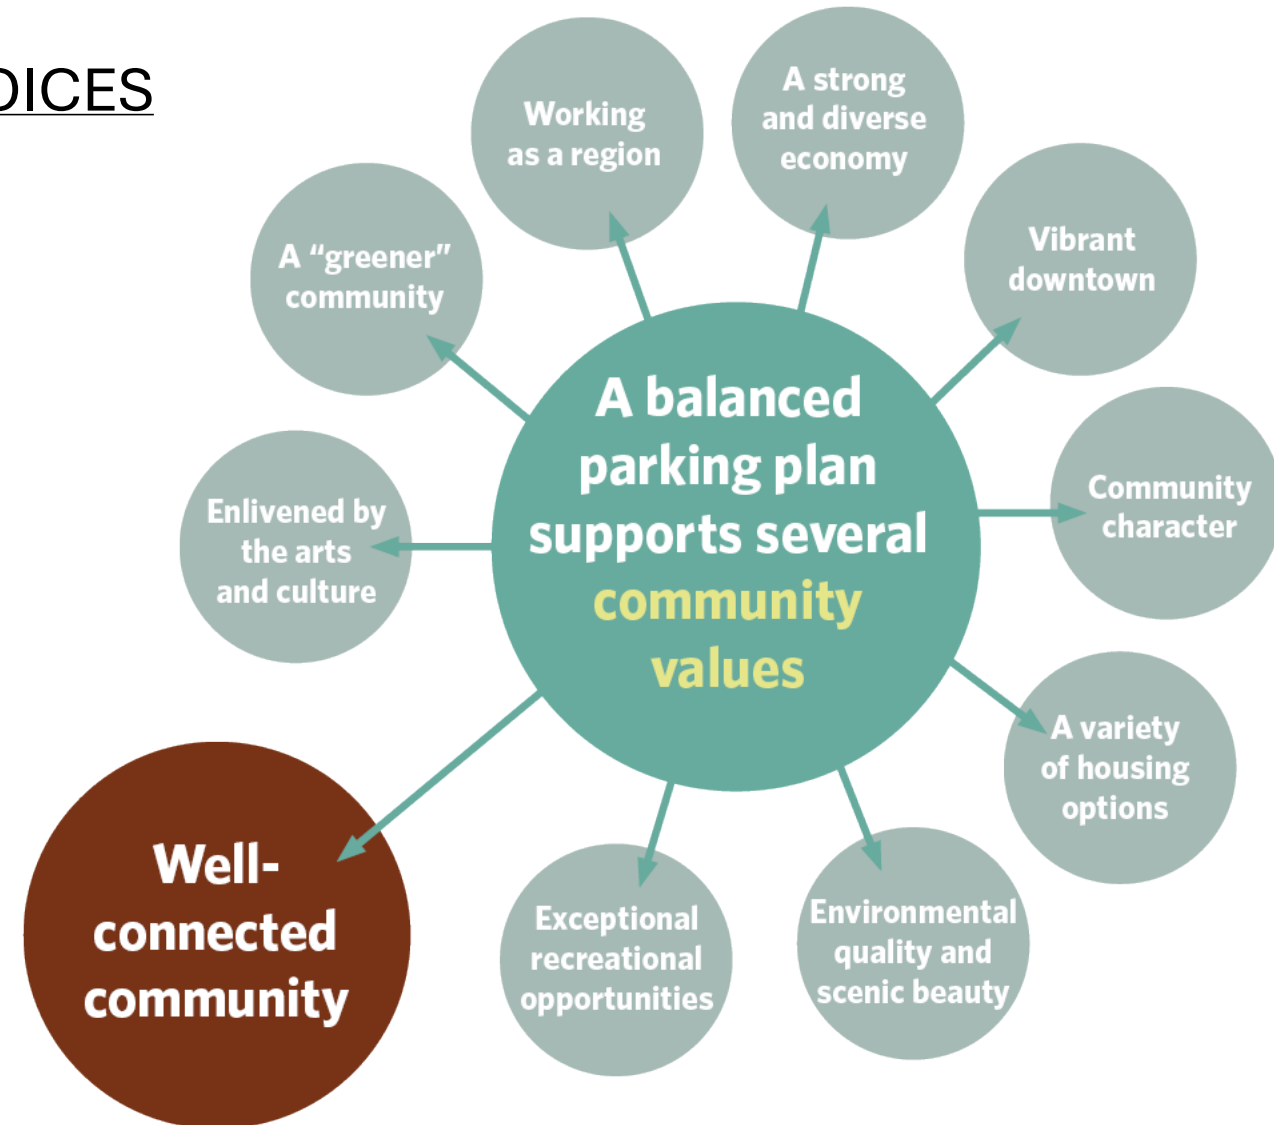 DICES
Working
as a region
A strong
and diverse
economy
A “greener”
community
Vibrant
downtown
A balanced
parking plan
supports several
community
values
Community
character
Enlivened by
the arts
and culture
A variety
of housing
options
Well-
connected
community
Exceptional
recreational
opportunities
Environmental
quality and
scenic beauty